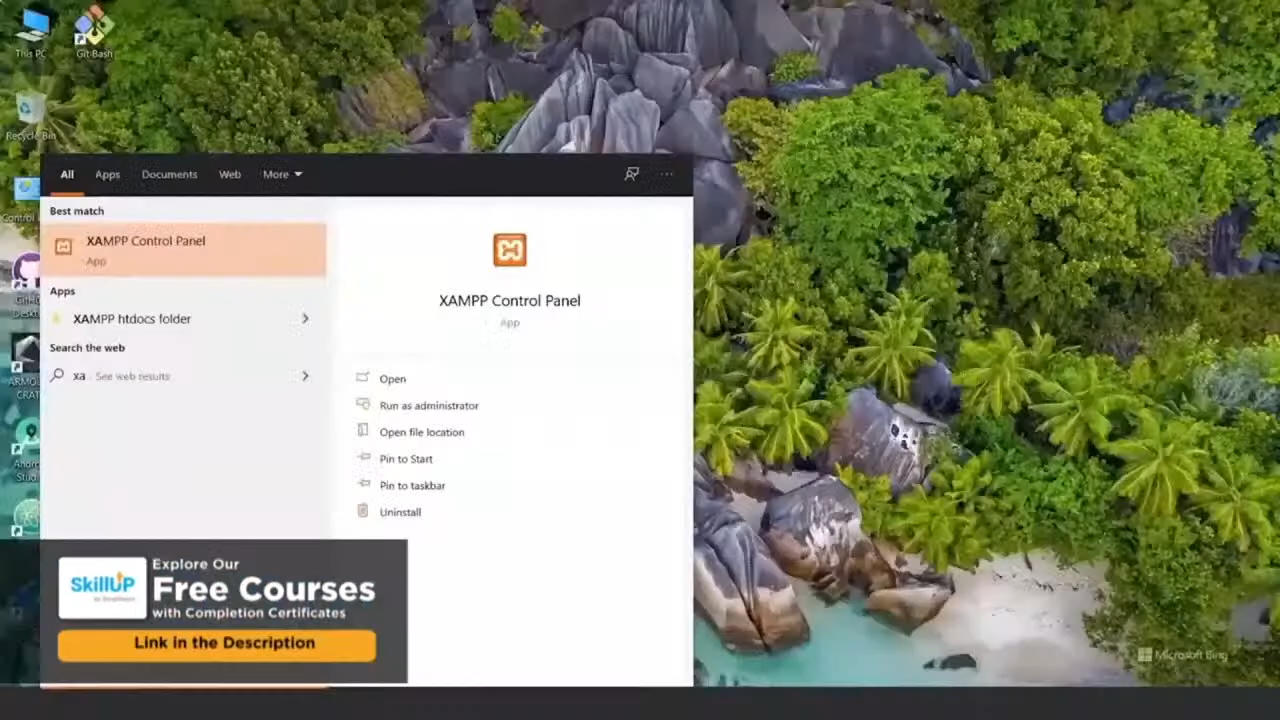 This PC
Git Bash
Recycle Bin
Control
All
Apps
Documents
Web
More
Best match
XAMPP Control Panel
App
Apps
XAMPP htdocs folder
Search the web
xa - See web results
XAMPP Control Panel
App
Open
Run as administrator
Open file location
Pin to Start
Pin to taskbar
Uninstall
SkillUP
Explore Our
Free Courses
with Completion Certificates
Link in the Description
Microsoft Bing